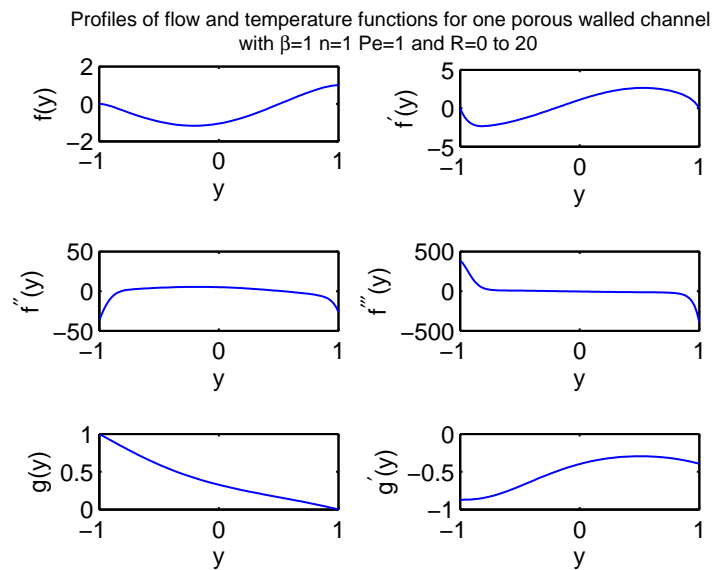 Profiles of flow and temperature functions for one porous walled channel
with β=1 n=1 Pe=1 and R=0 to 20
2
0
−2
f(y)
−1 0 1
y
5
0
−5
f′(y)
−1 0 1
y
50
0
−50
f′′(y)
−1 0 1
y
500
0
−500
f′′′(y)
−1 0 1
y
1
0.5
0
g(y)
−1 0 1
y
0
−0.5
−1
g′(y)
−1 0 1
y